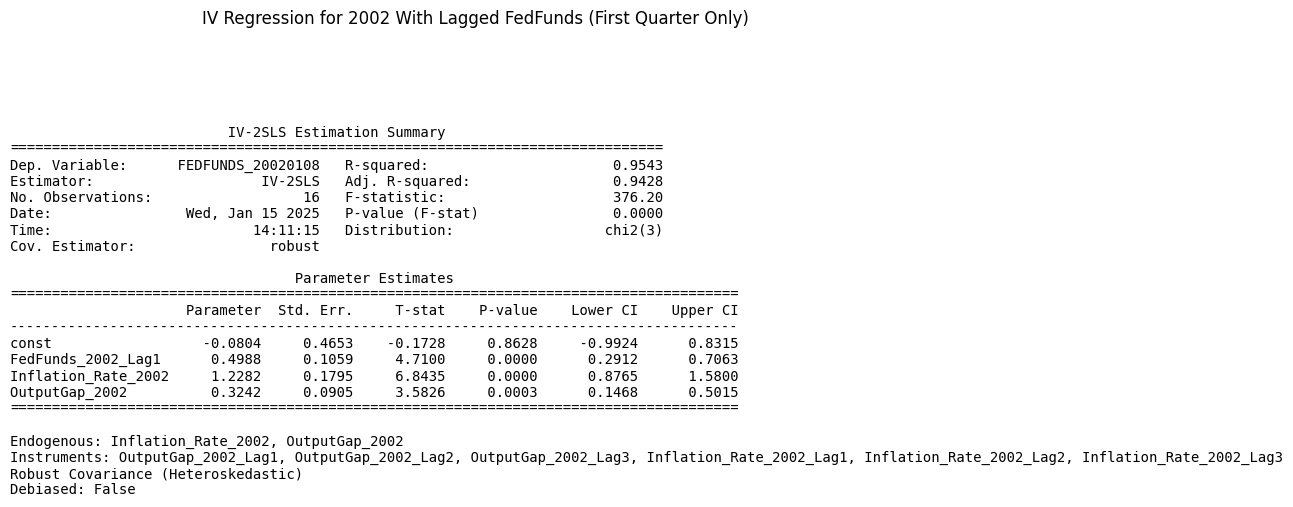 IV Regression for 2002 With Lagged FedFunds (First Quarter Only)
                          IV-2SLS Estimation Summary
==============================================================================
Dep. Variable:      FEDFUNDS_20020108   R-squared:                      0.9543
Estimator:                    IV-2SLS   Adj. R-squared:                 0.9428
No. Observations:                  16   F-statistic:                    376.20
Date:                Wed, Jan 15 2025   P-value (F-stat)                0.0000
Time:                        14:11:15   Distribution:                  chi2(3)
Cov. Estimator:                robust
                                  Parameter Estimates
=======================================================================================
                     Parameter  Std. Err.     T-stat    P-value    Lower CI    Upper CI
---------------------------------------------------------------------------------------
const                  -0.0804     0.4653    -0.1728     0.8628     -0.9924      0.8315
FedFunds_2002_Lag1      0.4988     0.1059     4.7100     0.0000      0.2912      0.7063
Inflation_Rate_2002     1.2282     0.1795     6.8435     0.0000      0.8765      1.5800
OutputGap_2002          0.3242     0.0905     3.5826     0.0003      0.1468      0.5015
=======================================================================================
Endogenous: Inflation_Rate_2002, OutputGap_2002
Instruments: OutputGap_2002_Lag1, OutputGap_2002_Lag2, OutputGap_2002_Lag3, Inflation_Rate_2002_Lag1, Inflation_Rate_2002_Lag2, Inflation_Rate_2002_Lag3
Robust Covariance (Heteroskedastic)
Debiased: False